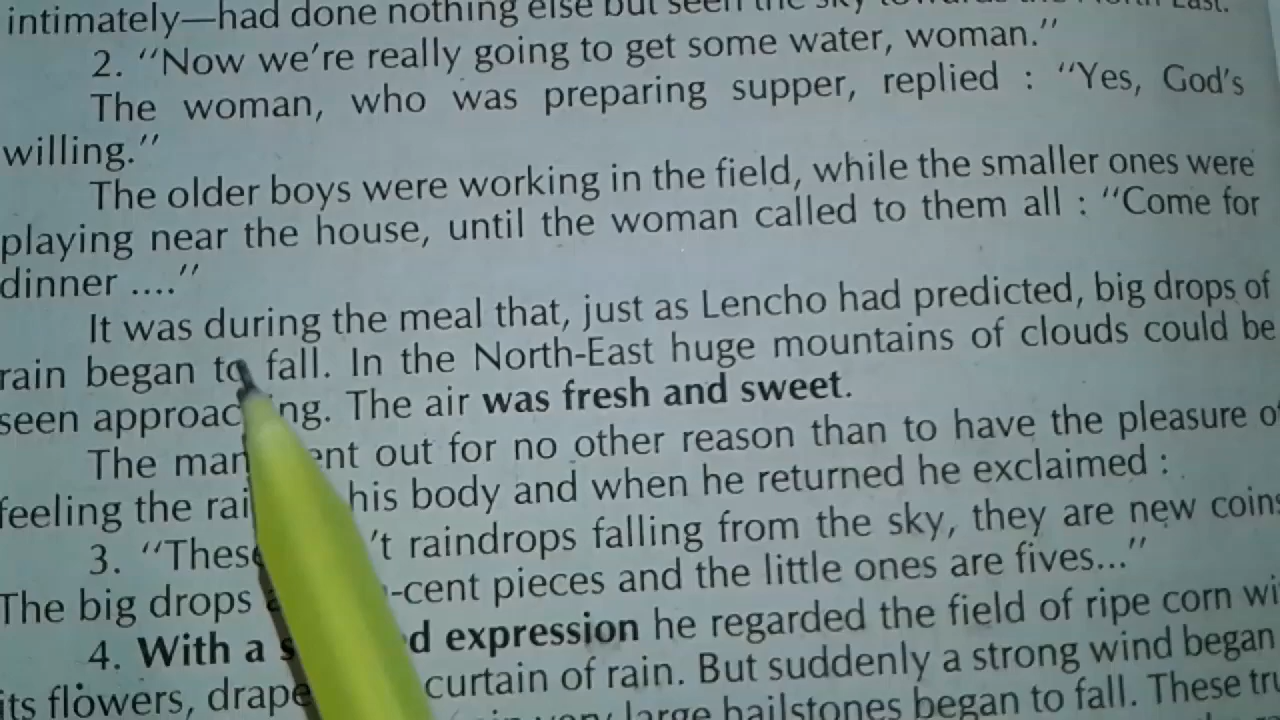 intimately—had done nothing else but seen the sky towards the North East.
2. “Now we’re really going to get some water, woman.”
The woman, who was preparing supper, replied : “Yes, God’s
willing.”
The older boys were working in the field, while the smaller ones were
playing near the house, until the woman called to them all : “Come for
dinner ....”
It was during the meal that, just as Lencho had predicted, big drops of
rain began to fall. In the North-East huge mountains of clouds could be
seen approac ing. The air was fresh and sweet.
The man ent out for no other reason than to have the pleasure of
feeling the rai his body and when he returned he exclaimed :
3. “These ’t raindrops falling from the sky, they are new coins
The big drops -cent pieces and the little ones are fives...”
4. With a s d expression he regarded the field of ripe corn wi
its flowers, drape curtain of rain. But suddenly a strong wind began
very large hailstones began to fall. These tru